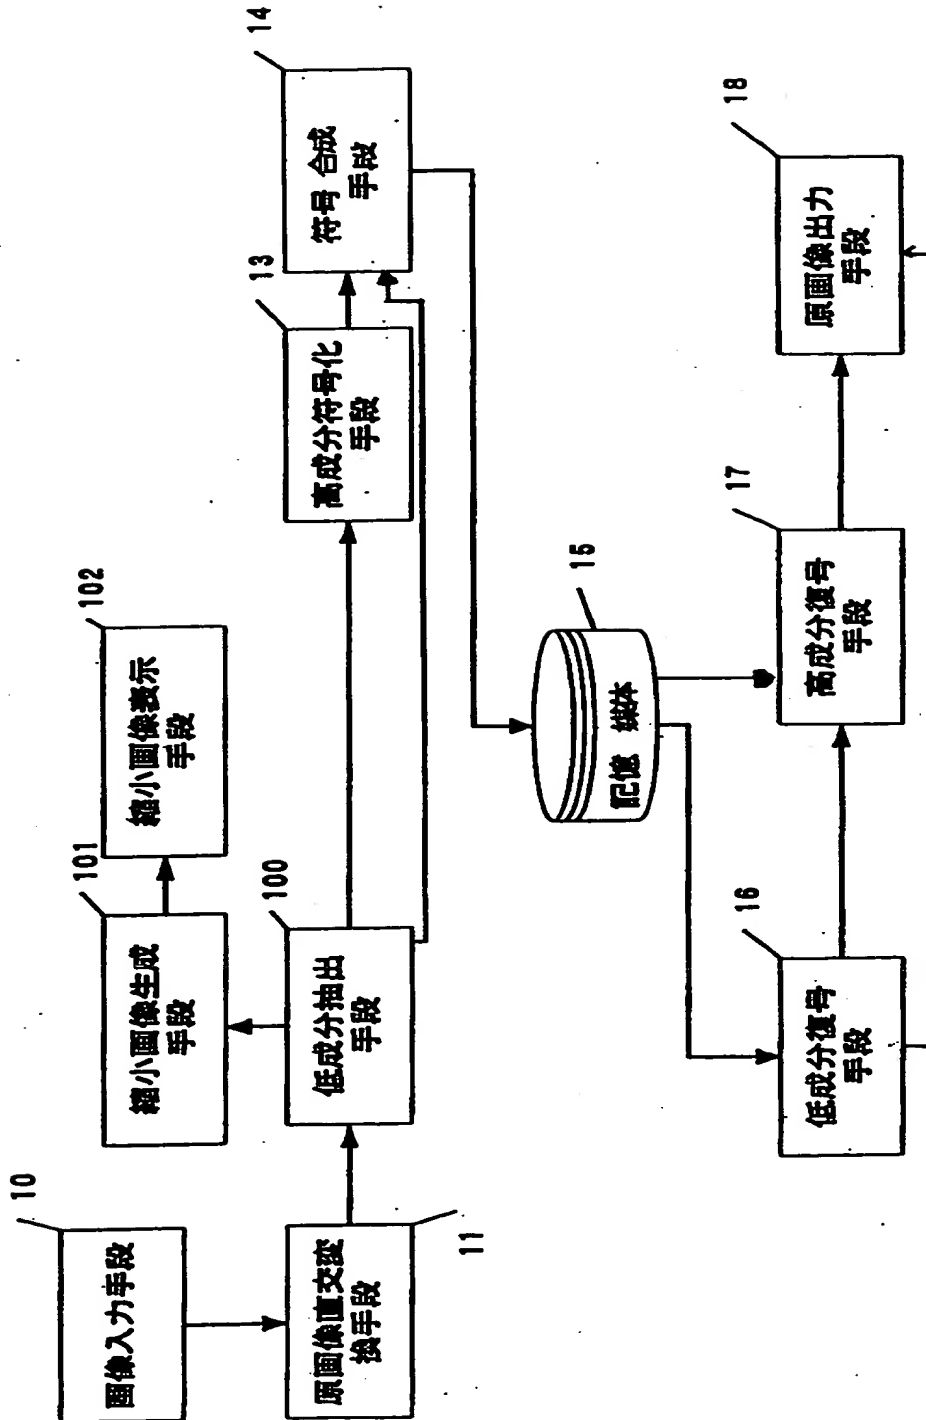 10
画像入力手段
原画像直交変
換手段
11
101
縮小画像生成
手段
102
縮小画像表示
手段
100
低成分抽出
手段
13
高成分符号化
手段
14
符号 合成
手段
15
記憶 媒体
16
低成分復号
手段
17
高成分復号
手段
18
原画像出力
手段